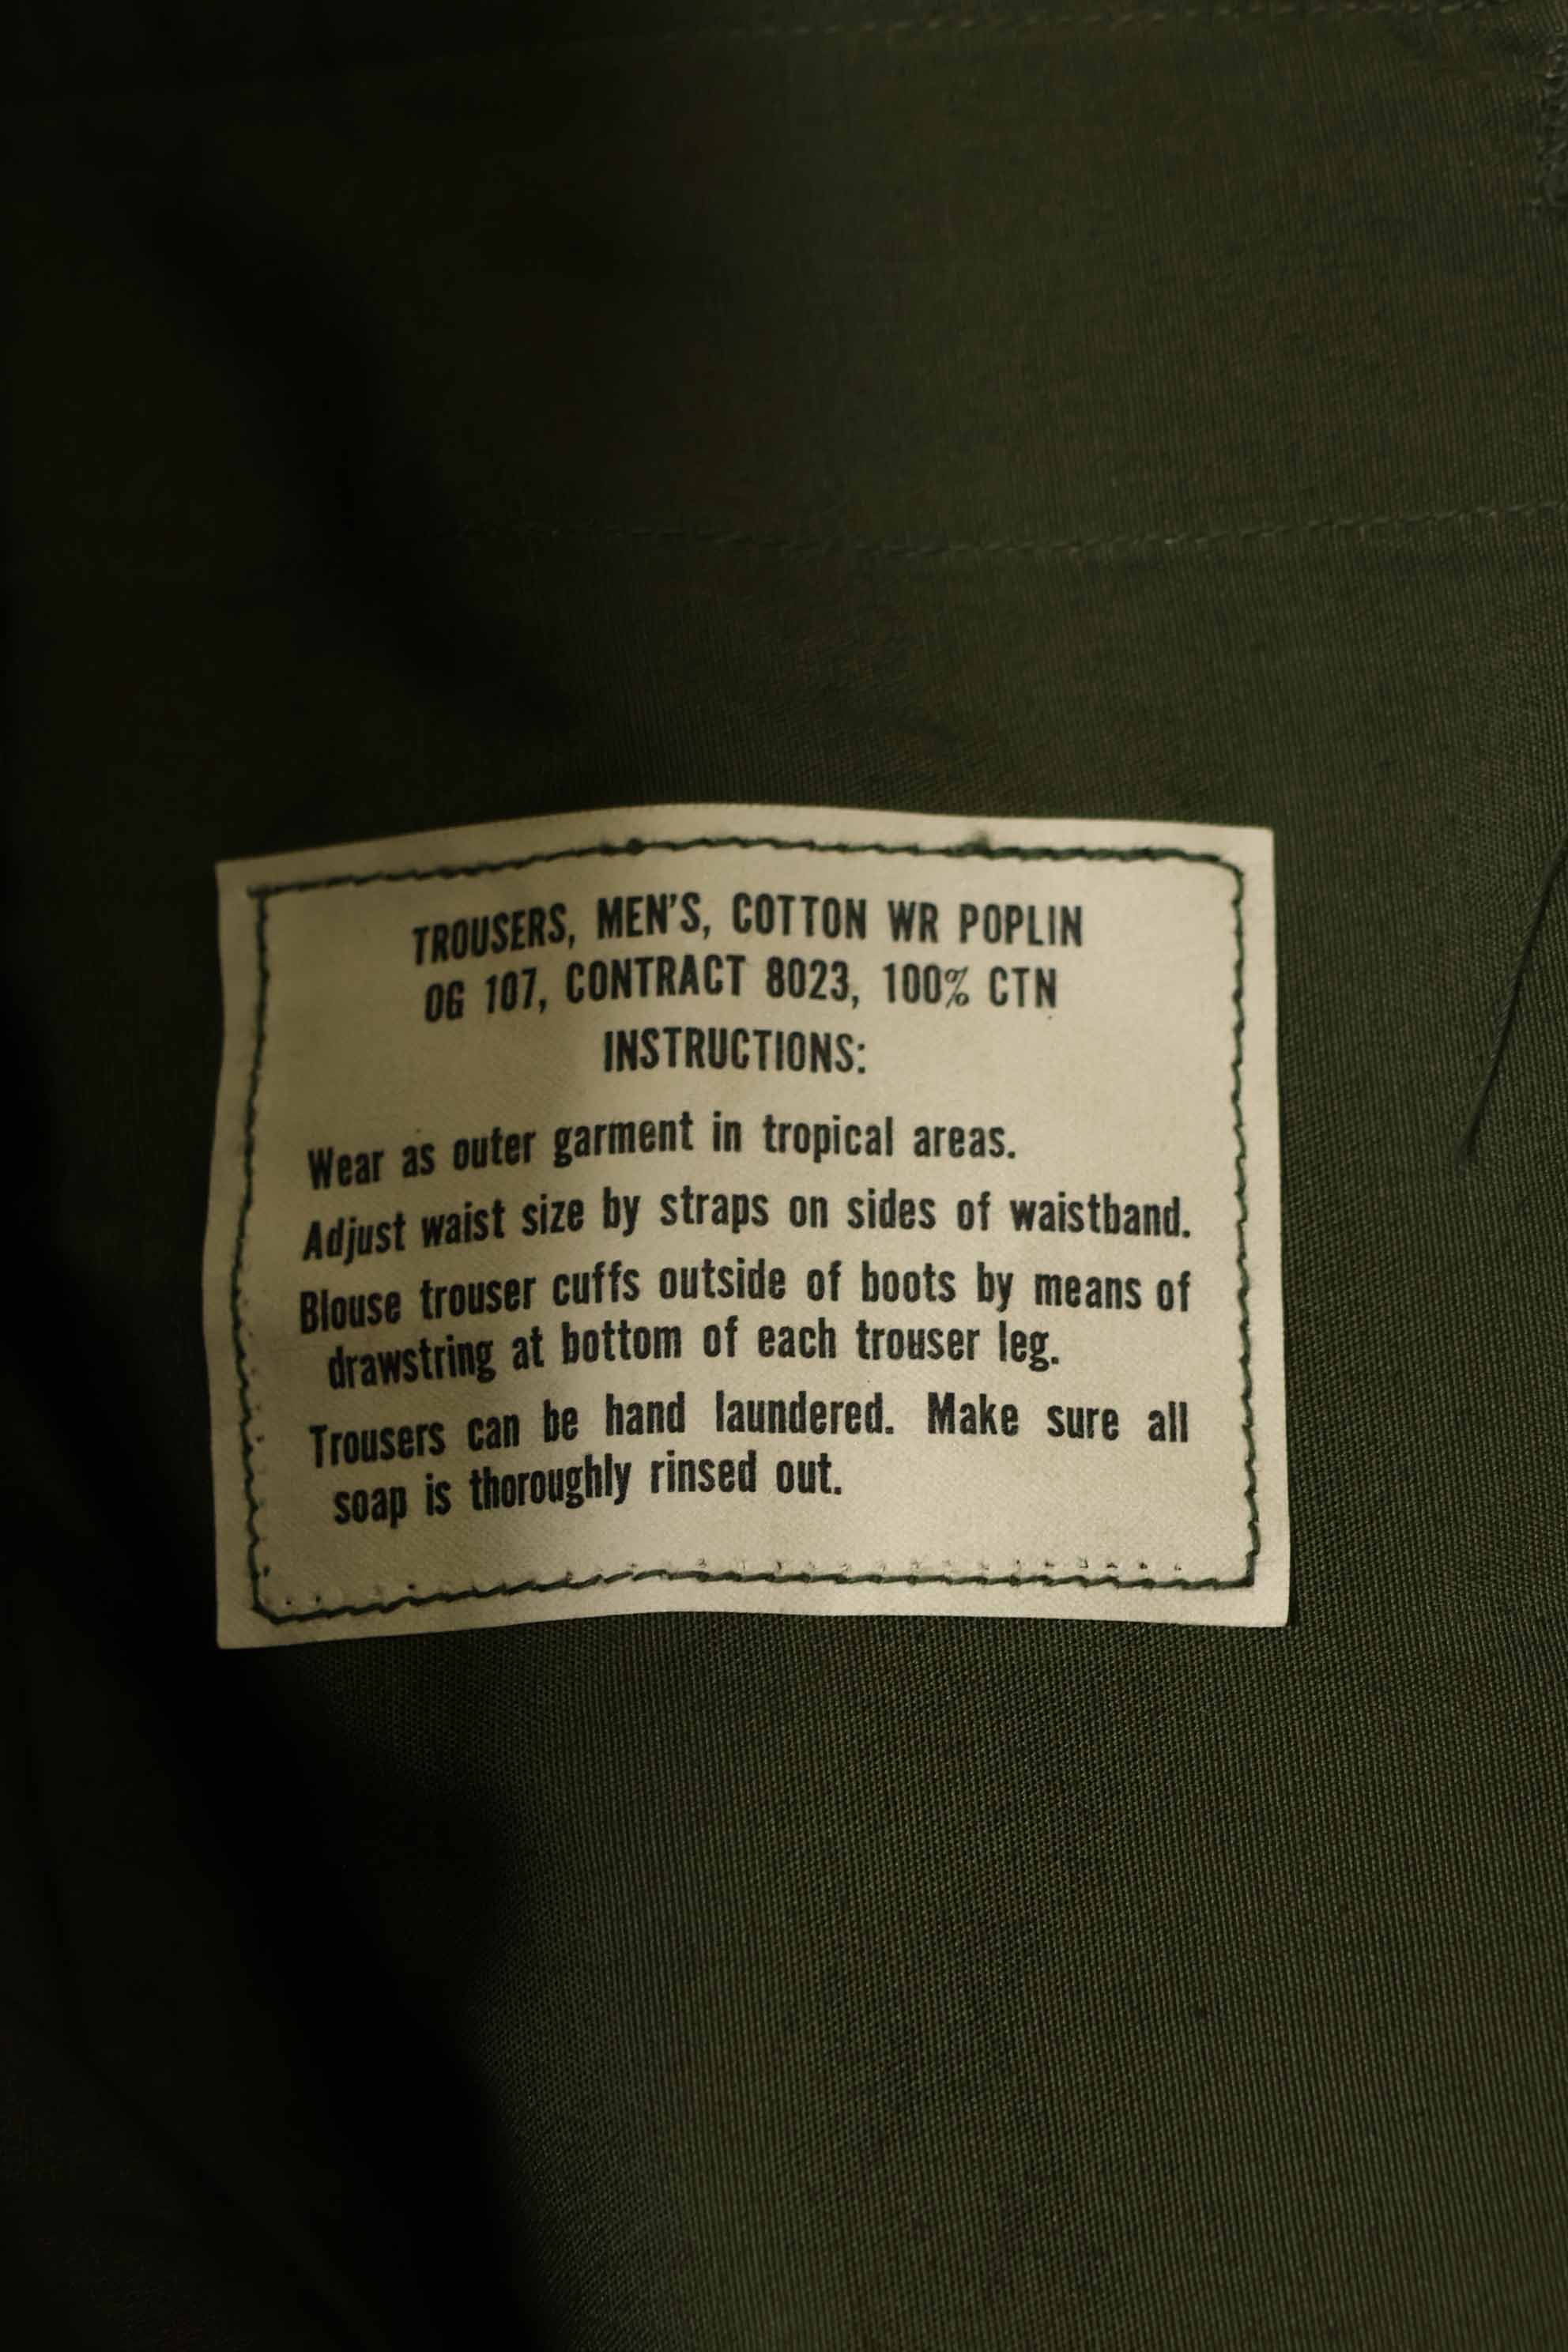 TROUSERS, MEN'S, COTTON WR POPLIN
OG 107, CONTRACT 8023, 100% CTN
INSTRUCTIONS:
Wear as outer garment in tropical areas.
Adjust waist size by straps on sides of waistband.
Blouse trouser cuffs outside of boots by means of
drawstring at bottom of each trouser leg.
Trousers can be hand laundered. Make sure all
soap is thoroughly rinsed out.